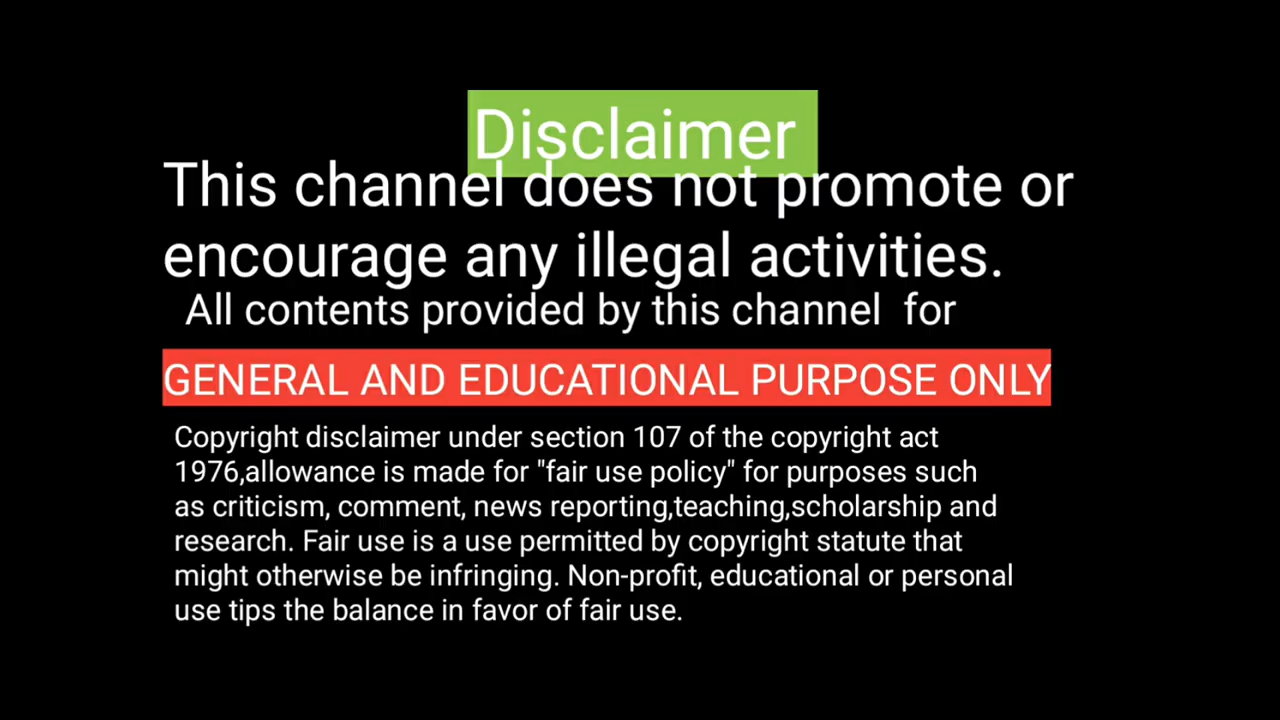 Disclaimer
This channel does not promote or
encourage any illegal activities.
All contents provided by this channel  for
GENERAL AND EDUCATIONAL PURPOSE ONLY
Copyright disclaimer under section 107 of the copyright act
1976,allowance is made for "fair use policy" for purposes such
as criticism, comment, news reporting,teaching,scholarship and
research. Fair use is a use permitted by copyright statute that
might otherwise be infringing. Non-profit, educational or personal
use tips the balance in favor of fair use.